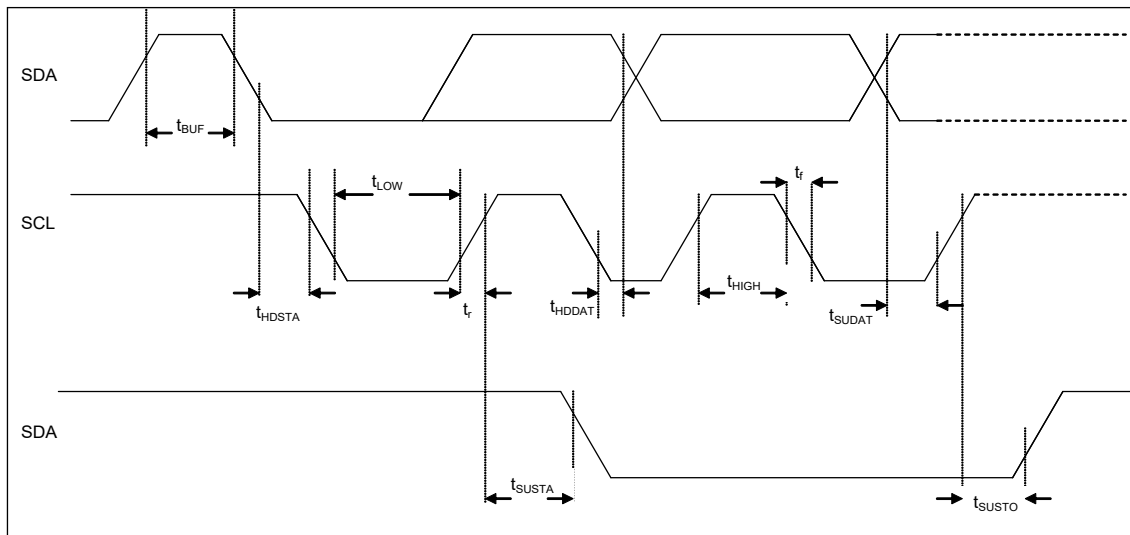 SDA
tBUF
tLOW
tf
SCL
tHDSTA
tr
tHDDAT
tHIGH
tSUDAT
SDA
tSUSTA
tSUSTO